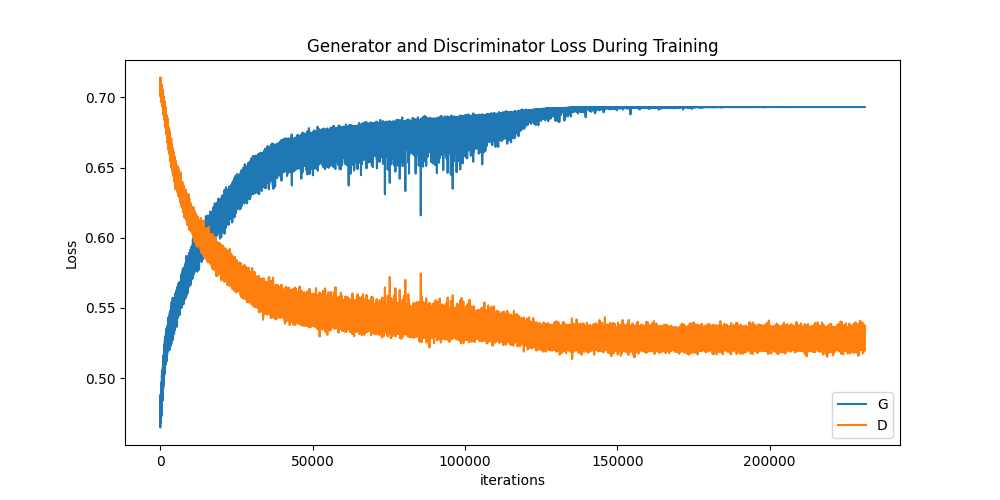 Generator and Discriminator Loss During Training
0.70
0.65
0.60
0.55
0.50
Loss
G
D
0
50000
100000
150000
200000
iterations